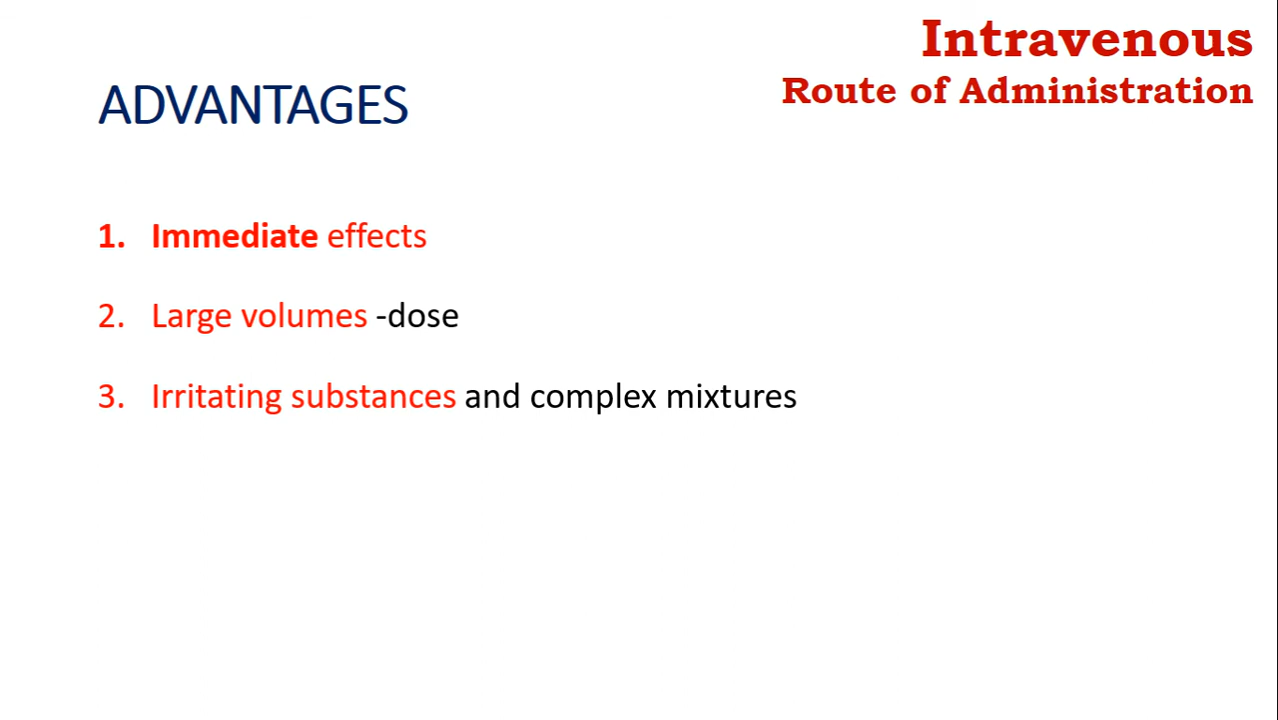 Intravenous
Route of Administration
ADVANTAGES
1. Immediate effects
2. Large volumes -dose
3. Irritating substances and complex mixtures